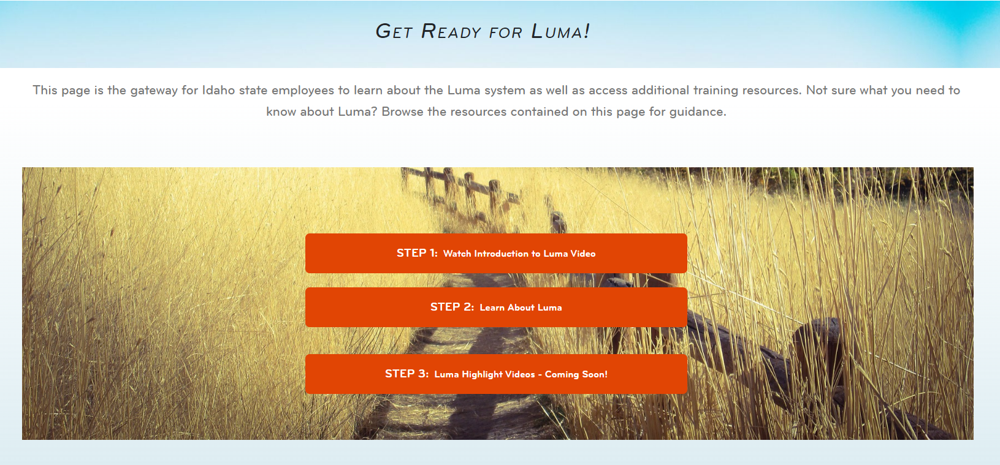 Get Ready for Luma!
This page is the gateway for Idaho state employees to learn about the Luma system as well as access additional training resources. Not sure what you need to
know about Luma? Browse the resources contained on this page for guidance.
STEP 1: Watch Introduction to Luma Video
STEP 2: Learn About Luma
STEP 3: Luma Highlight Videos - Coming Soon!